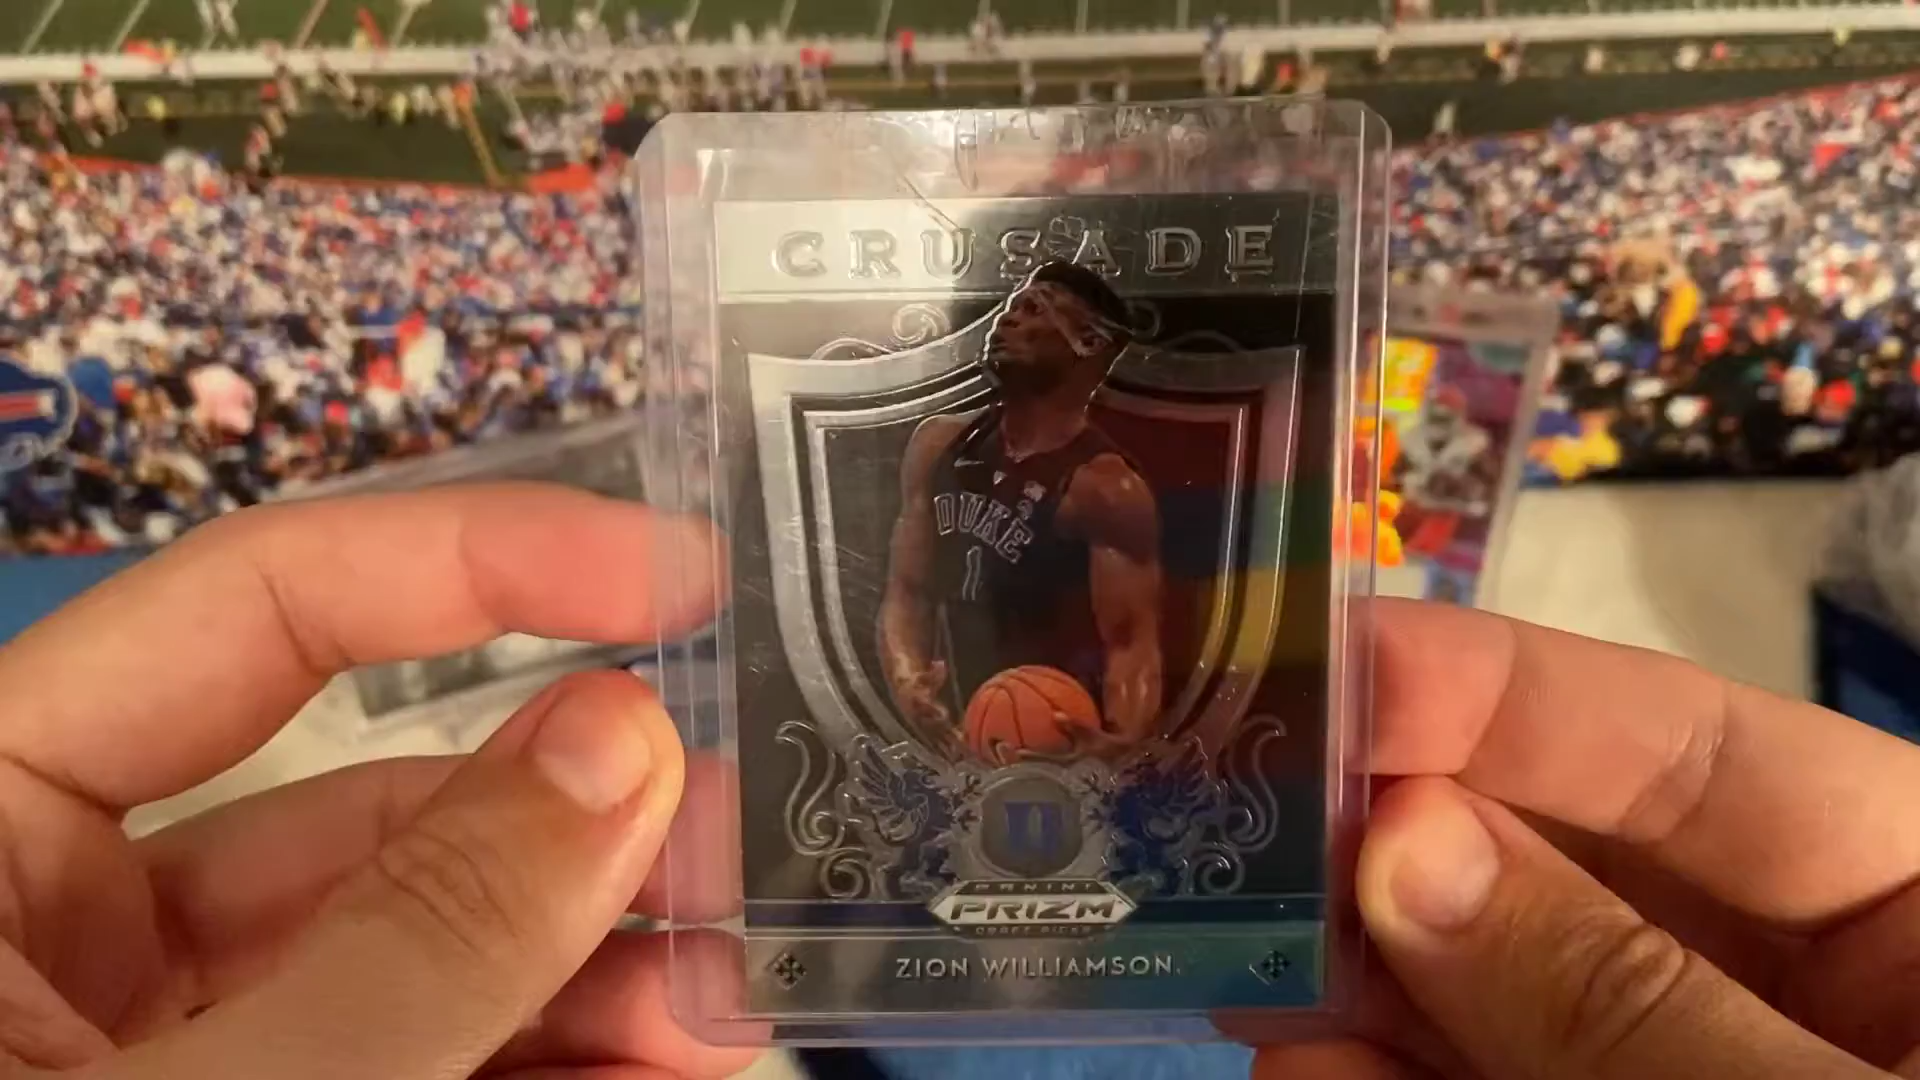 CRUSADE
DUKE
1
PANINI
PRIZM
DRAFT PICKS
ZION WILLIAMSON